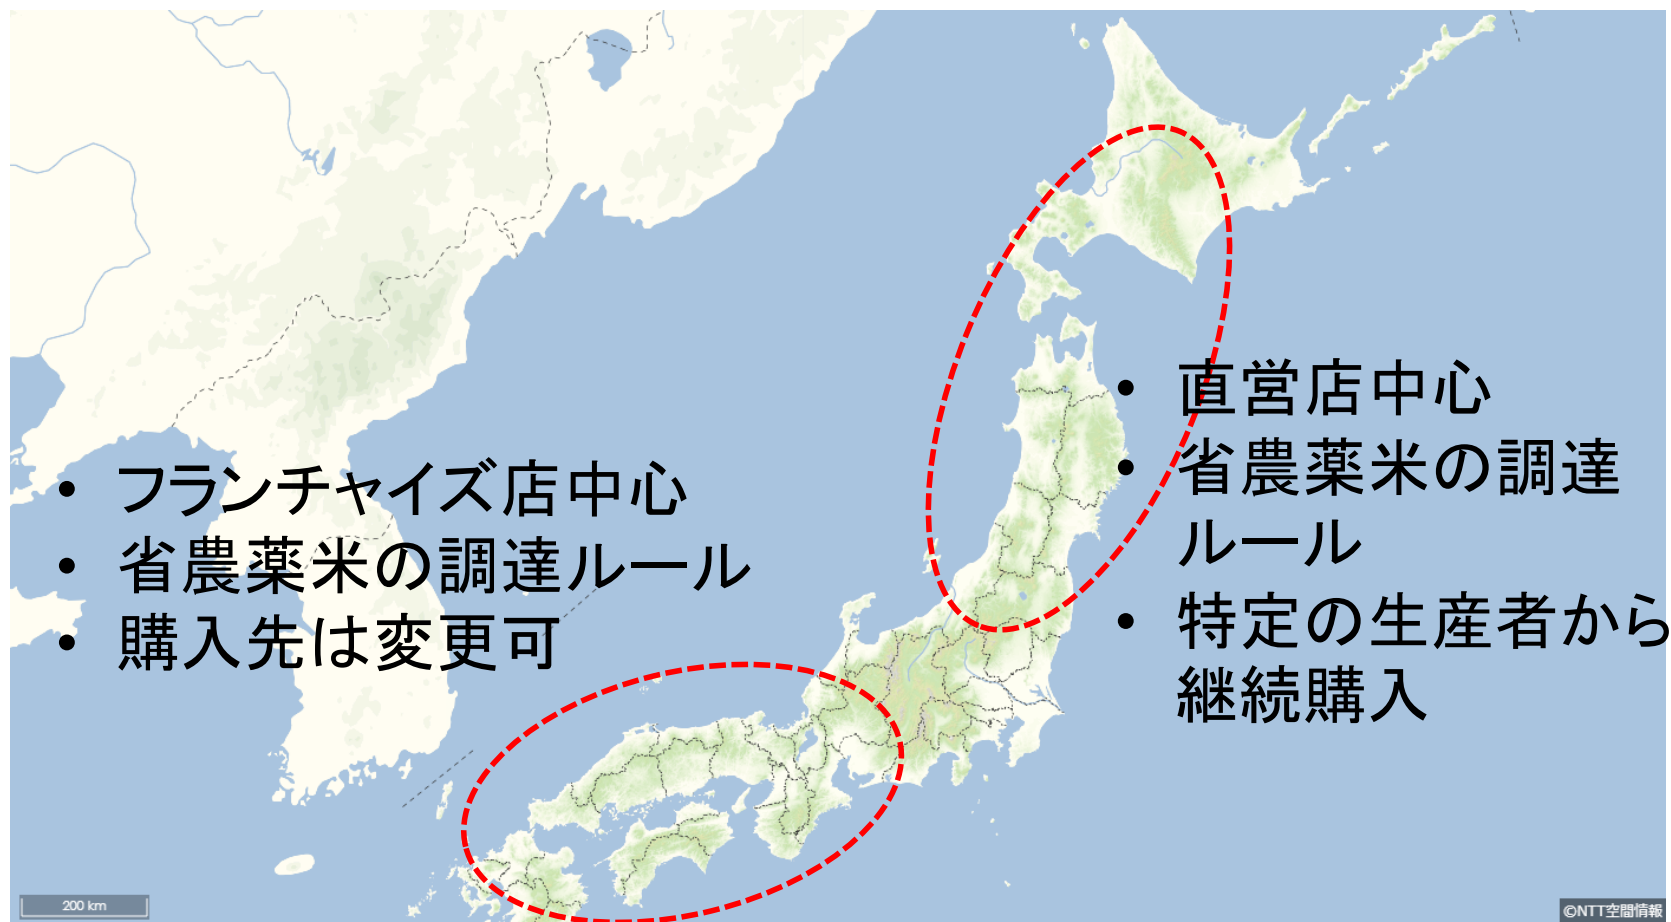 • 直営店中心
• 省農薬米の調達
ルール
• 特定の生産者から
継続購入
• フランチャイズ店中心
• 省農薬米の調達ルール
• 購入先は変更可
200 km
©NTT空間情報